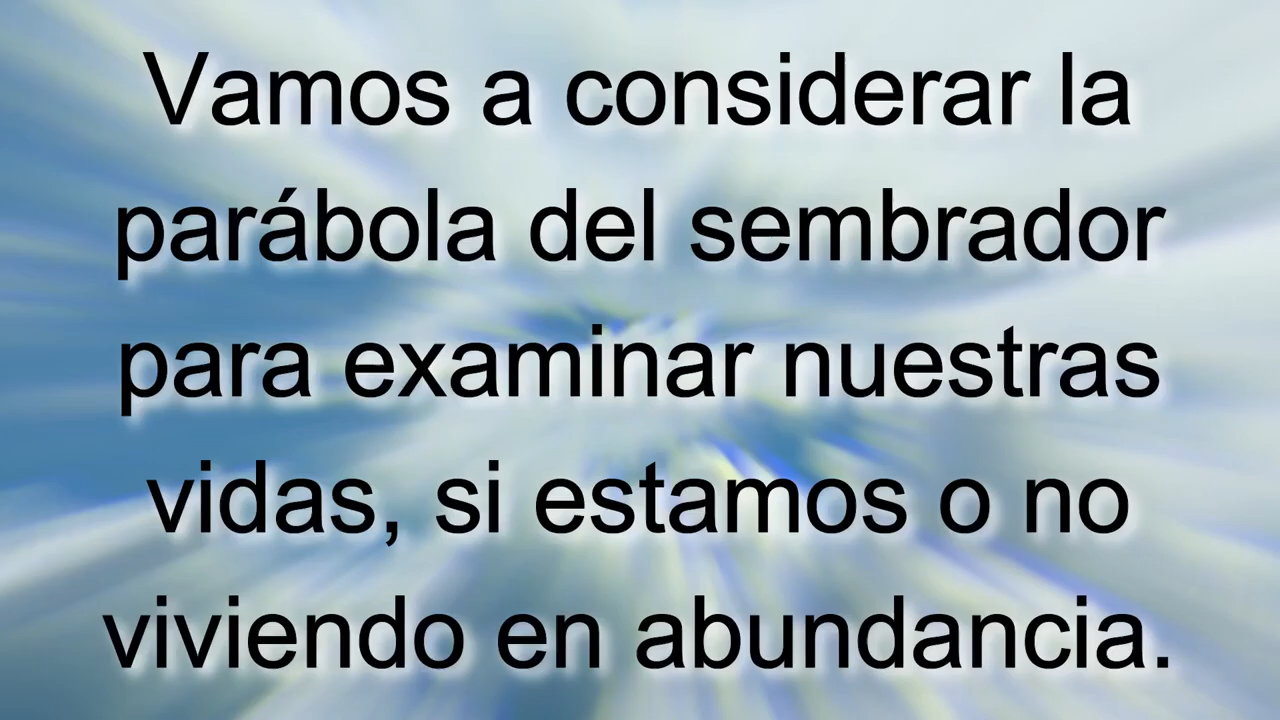 Vamos a considerar la
parábola del sembrador
para examinar nuestras
vidas, si estamos o no
viviendo en abundancia.